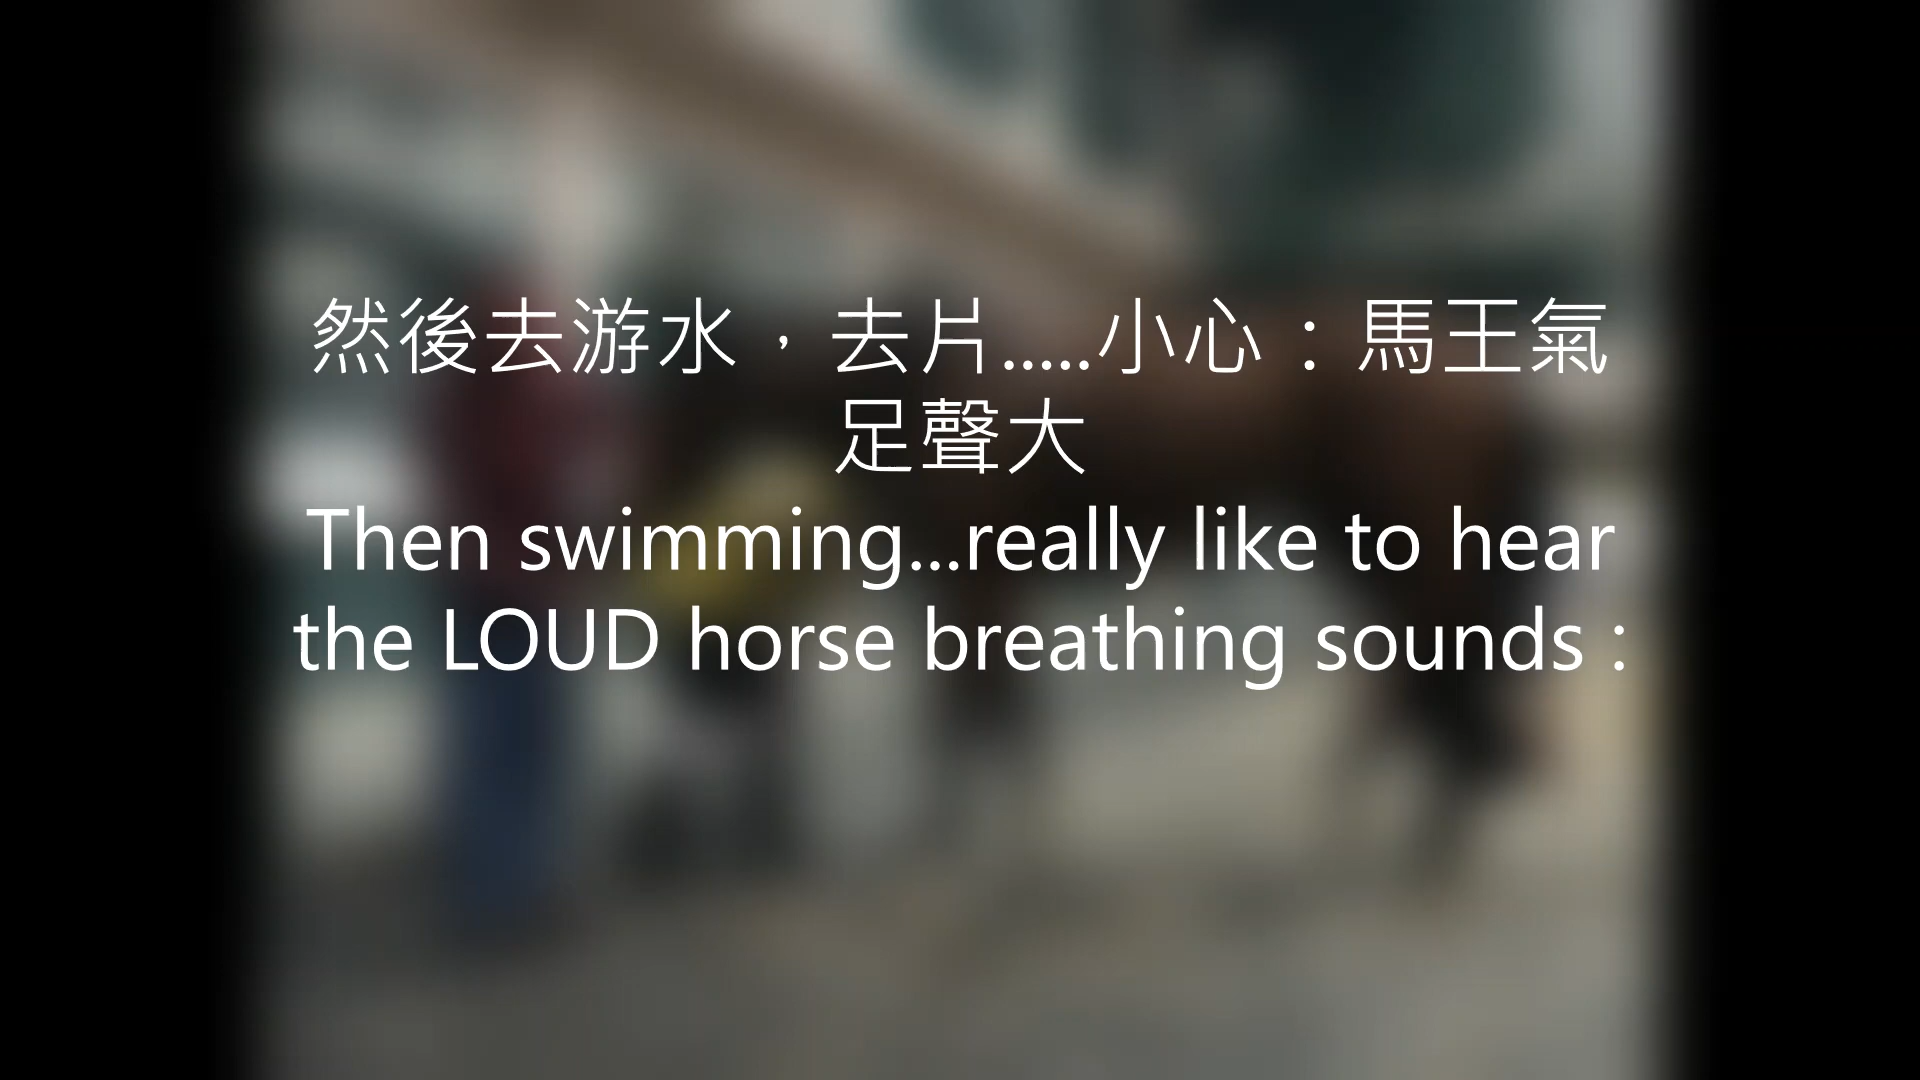 然後去游水，去片.....小心：馬王氣
足聲大
Then swimming...really like to hear
the LOUD horse breathing sounds :